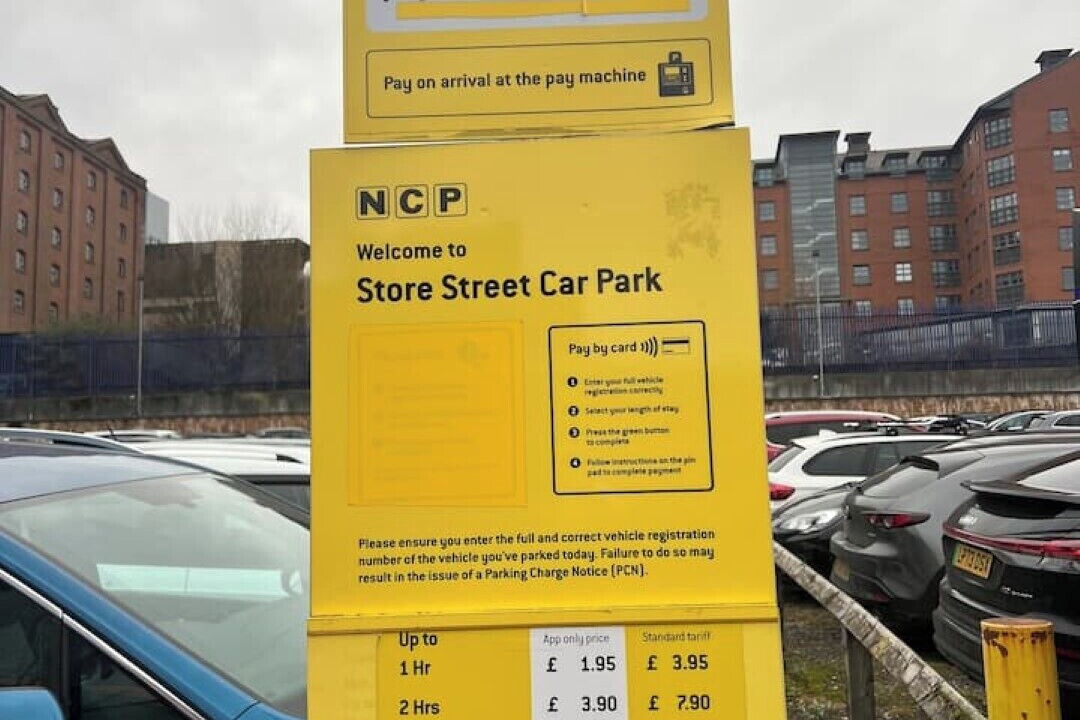 Pay on arrival at the pay machine
P
NCP
Welcome to
Store Street Car Park
Pay by card
1 Enter your full vehicle
registration correctly
2 Select your length of stay
3 Press the green button
to complete
4 Follow instructions on the pin
pad to complete payment
Please ensure you enter the full and correct vehicle registration
number of the vehicle you've parked today. Failure to do so may
result in the issue of a Parking Charge Notice (PCN).
Up to App only price Standard tariff
1 Hr £ 1.95 £ 3.95
2 Hrs £ 3.90 £ 7.90